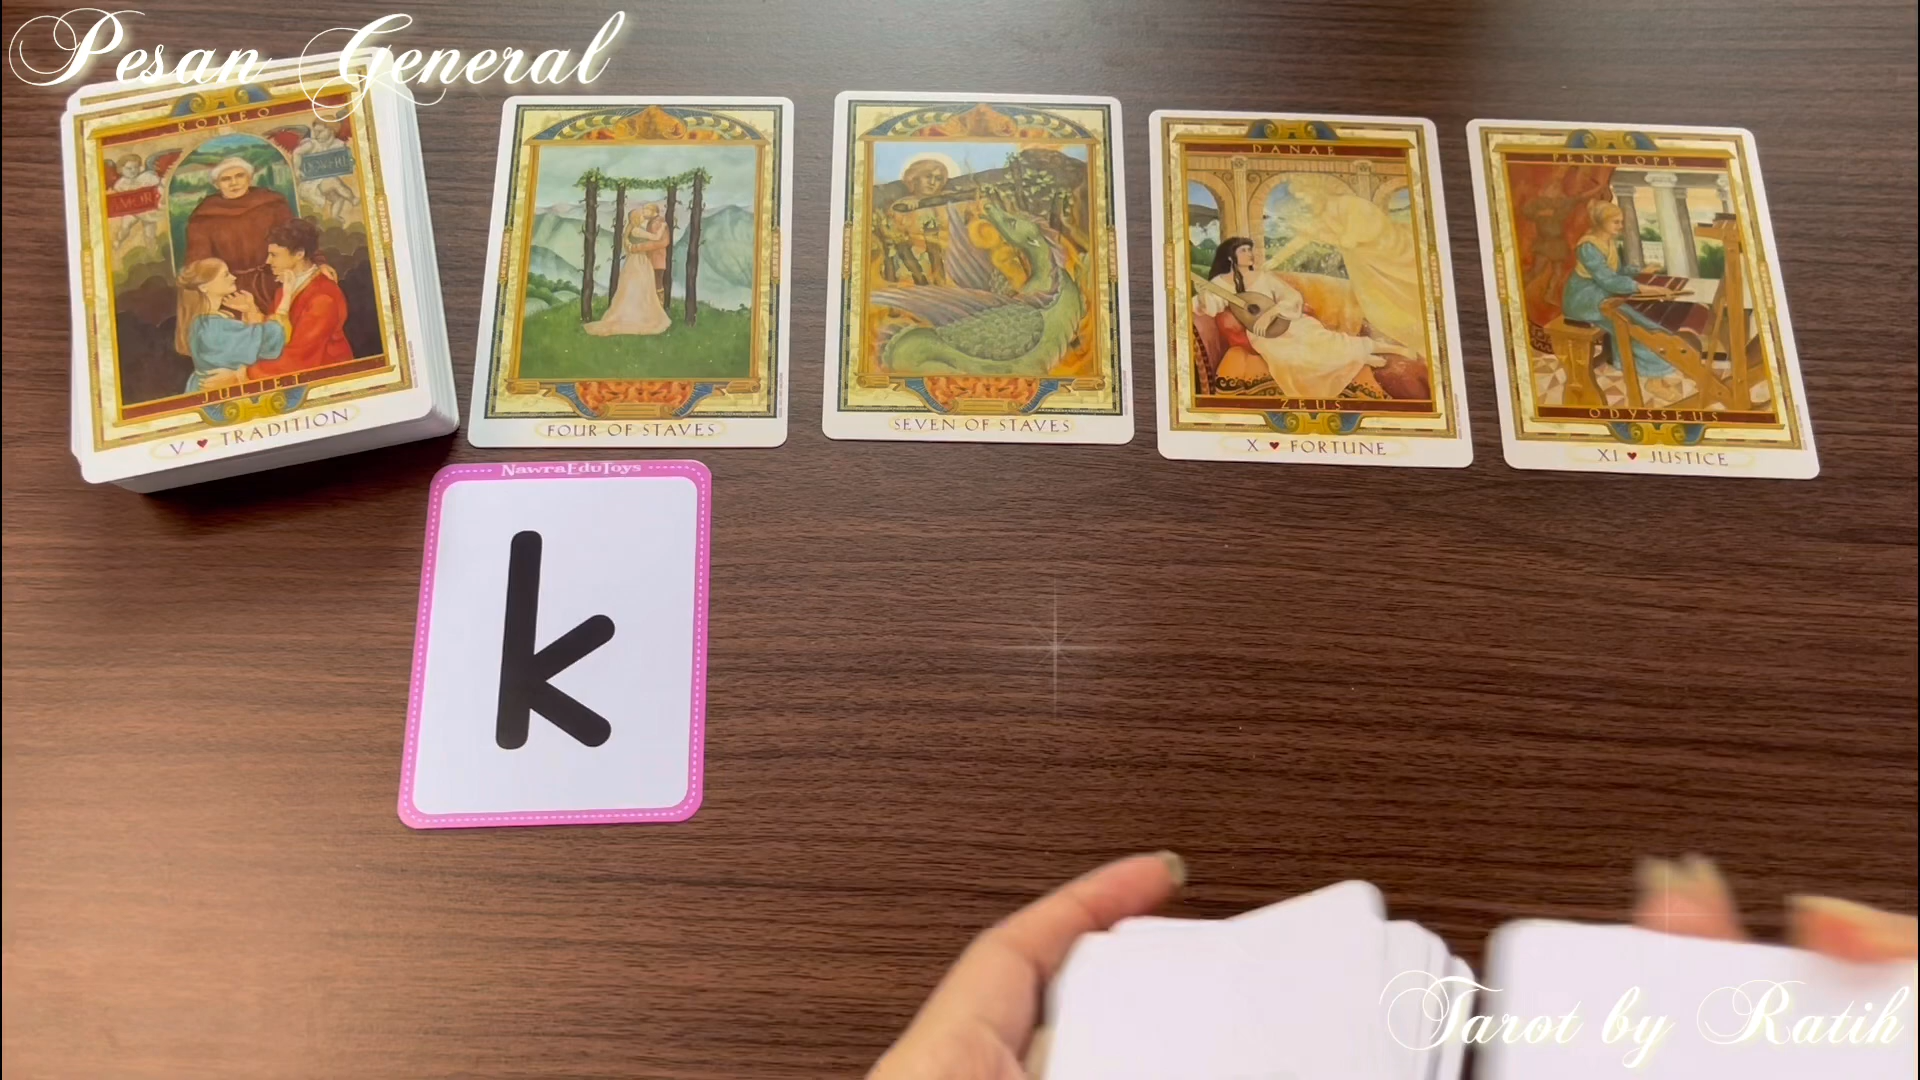 Pesan General
ROMEO
AMOR
JULIET
V ♥ TRADITION
FOUR OF STAVES
SEVEN OF STAVES
DANAE
ZEUS
X ♥ FORTUNE
PENELOPE
ODYSSEUS
XI ♥ JUSTICE
NawraEduToys
k
Tarot by Ratih